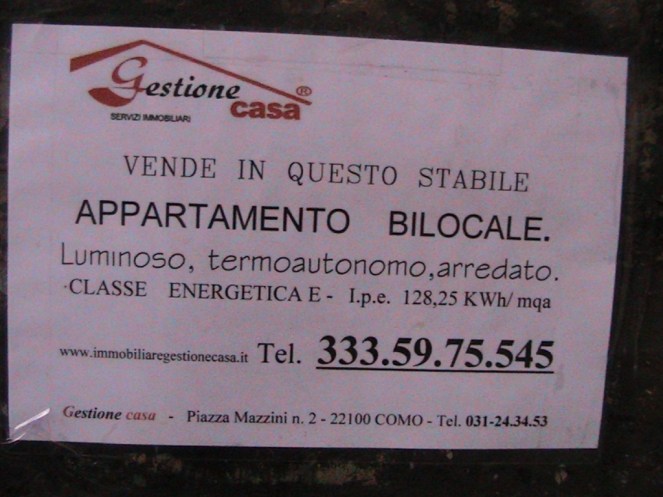 Gestione
casa ®
SERVIZI IMMOBILIARI
VENDE IN QUESTO STABILE
APPARTAMENTO BILOCALE.
Luminoso, termoautonomo,arredato.
·CLASSE ENERGETICA E - I.p.e. 128,25 KWh/mqa
www.immobiliaregestionecasa.it Tel. 333.59.75.545
Gestione casa - Piazza Mazzini n. 2 - 22100 COMO - Tel. 031-24.34.53